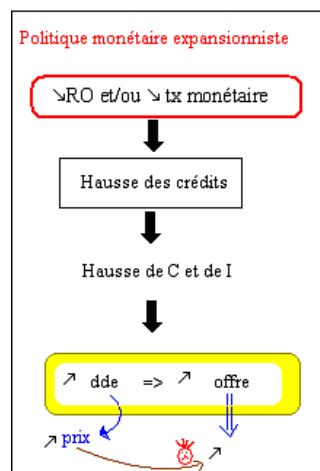 Politique monétaire expansionniste
↘RO et/ou ↘ tx monétaire
Hausse des crédits
Hausse de C et de I
↗ dde => ↗ offre
↗ prix ↗